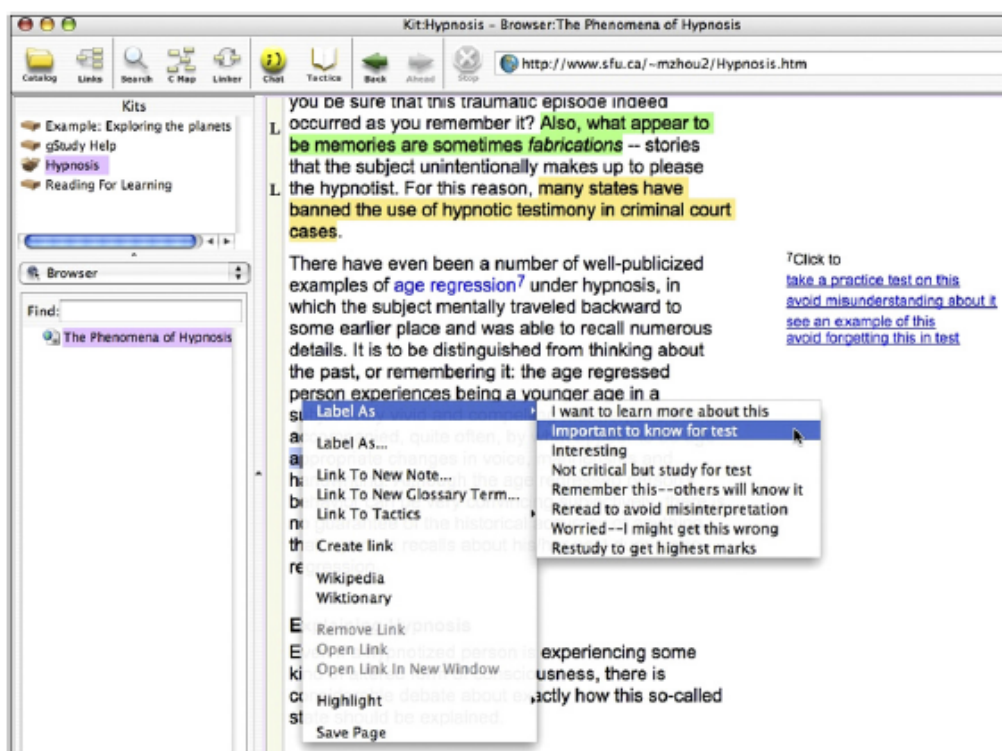 Kit:Hypnosis – Browser:The Phenomena of Hypnosis
Catalog Links Search C Map Linker Chat Tactics Back Ahead Stop http://www.sfu.ca/~mzhou2/Hypnosis.htm
Kits
Example: Exploring the planets
gStudy Help
Hypnosis
Reading For Learning
Browser
Find:
The Phenomena of Hypnosis
you be sure that this traumatic episode indeed
L occurred as you remember it? Also, what appear to
be memories are sometimes fabrications -- stories
that the subject unintentionally makes up to please
L the hypnotist. For this reason, many states have
banned the use of hypnotic testimony in criminal court
cases.
There have even been a number of well-publicized
examples of age regression7 under hypnosis, in
which the subject mentally traveled backward to
some earlier place and was able to recall numerous
details. It is to be distinguished from thinking about
the past, or remembering it: the age regressed
person experiences being a younger age in a
7Click to
take a practice test on this
avoid misunderstanding about it
see an example of this
avoid forgetting this in test
Label As
Label As...
Link To New Note...
Link To New Glossary Term...
Link To Tactics
Create link
Wikipedia
Wiktionary
Remove Link
Open Link
Open Link In New Window
Highlight
Save Page
I want to learn more about this
Important to know for test
Interesting
Not critical but study for test
Remember this--others will know it
Reread to avoid misinterpretation
Worried--I might get this wrong
Restudy to get highest marks
experiencing some
there is
exactly how this so-called
should be explained.